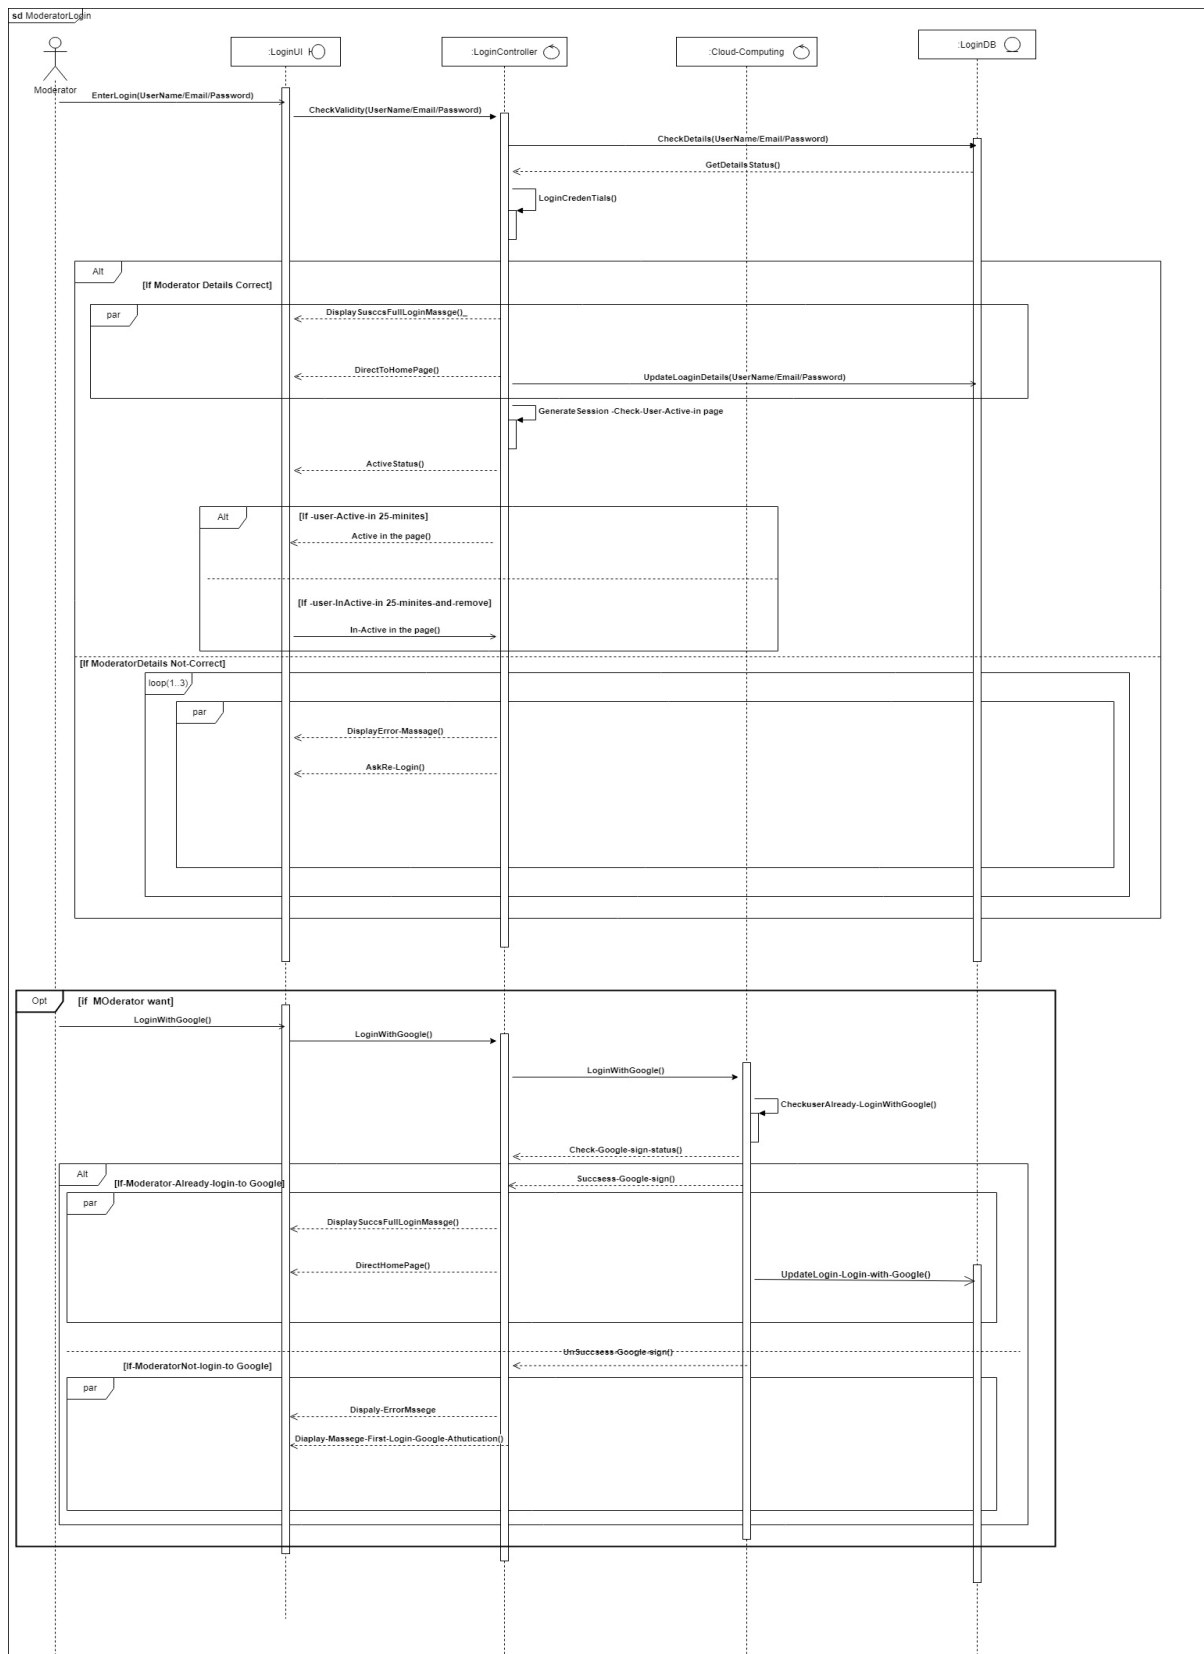 sd ModeratorLogin
:LoginUI
:LoginController
:Cloud-Computing
:LoginDB
Moderator
EnterLogin(UserName/Email/Password)
CheckValidity(UserName/Email/Password)
CheckDetails(UserName/Email/Password)
GetDetailsStatus()
LoginCredenTials()
Alt
[If Moderator Details Correct]
par
DisplaySusccsFullLoginMassge()_
DirectToHomePage()
UpdateLoaginDetails(UserName/Email/Password)
GenerateSession -Check-User-Active-in page
ActiveStatus()
Alt
[If -user-Active-in 25-minites]
Active in the page()
[If -user-InActive-in 25-minites-and-remove]
In-Active in the page()
[If ModeratorDetails Not-Correct]
loop(1..3)
par
DisplayError-Massage()
AskRe-Login()
Opt
[if MOderator want]
LoginWithGoogle()
LoginWithGoogle()
LoginWithGoogle()
CheckuserAlready-LoginWithGoogle()
Check-Google-sign-status()
Alt
[If-Moderator-Already-login-to Google]
Succsess-Google-sign()
par
DisplaySuccsFullLoginMassge()
DirectHomePage()
UpdateLogin-Login-with-Google()
UnSuccsess-Google-sign()
[If-ModeratorNot-login-to Google]
par
Dispaly-ErrorMssege
Diaplay-Massege-First-Login-Google-Athutication()